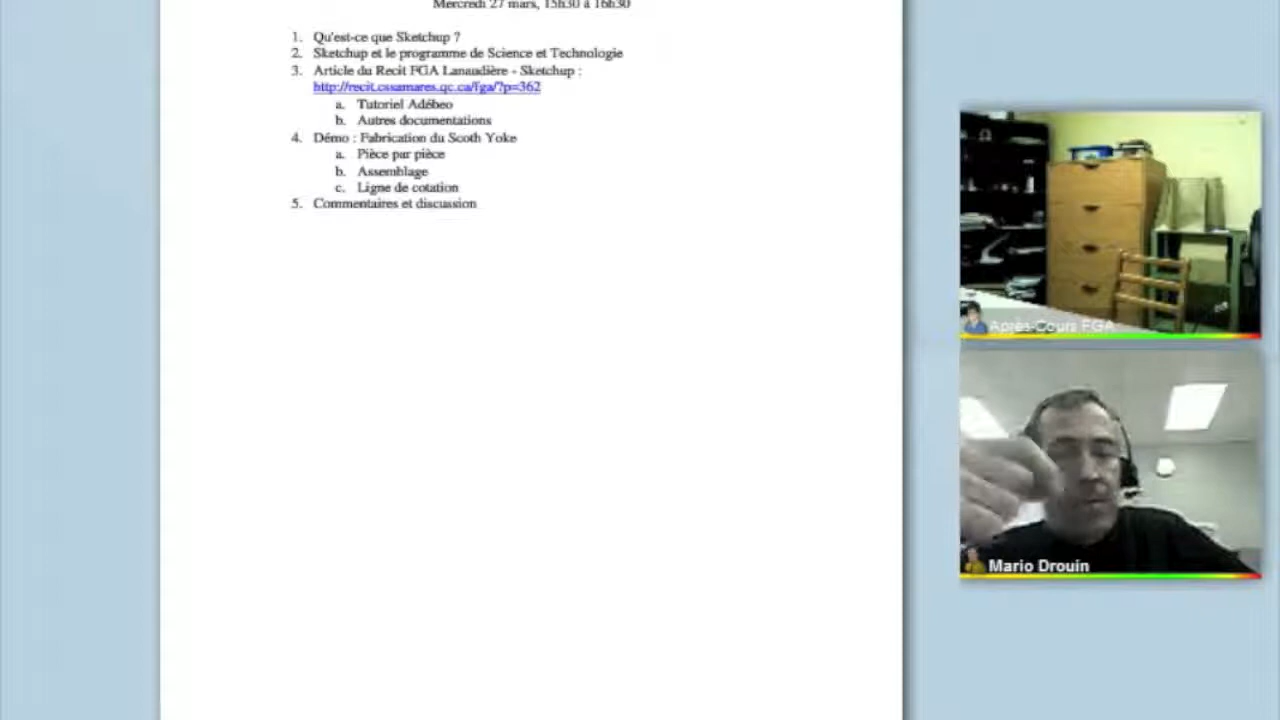 Mercredi 27 mars, 15h30 à 16h30
1. Qu'est-ce que Sketchup ?
2. Sketchup et le programme de Science et Technologie
3. Article du Recit FGA Lanaudière - Sketchup :
http://recit.cssamares.qc.ca/fga/?p=362
a. Tutoriel Adébeo
b. Autres documentations
4. Démo : Fabrication du Scoth Yoke
a. Pièce par pièce
b. Assemblage
c. Ligne de cotation
5. Commentaires et discussion
Après-Cours FGA
Mario Drouin